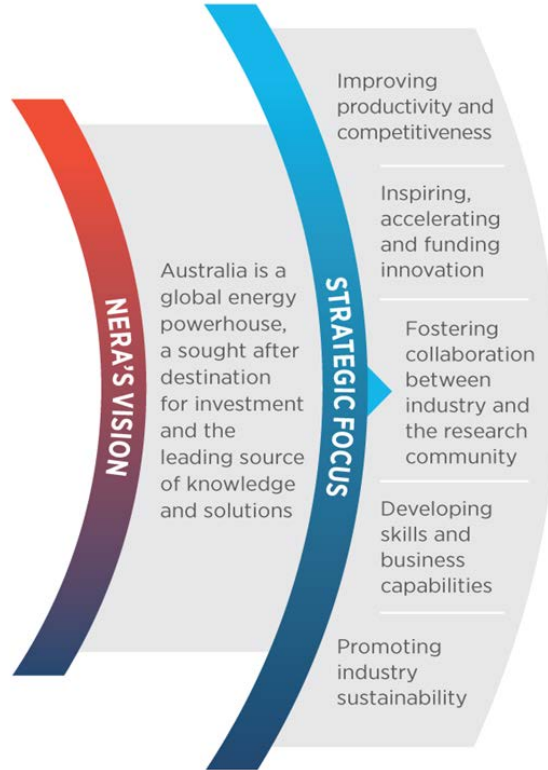 NERA'S VISION
Australia is a
global energy
powerhouse,
a sought after
destination
for investment
and the
leading source
of knowledge
and solutions
STRATEGIC FOCUS
Improving
productivity and
competitiveness
Inspiring,
accelerating
and funding
innovation
Fostering
collaboration
between
industry and
the research
community
Developing
skills and
business
capabilities
Promoting
industry
sustainability